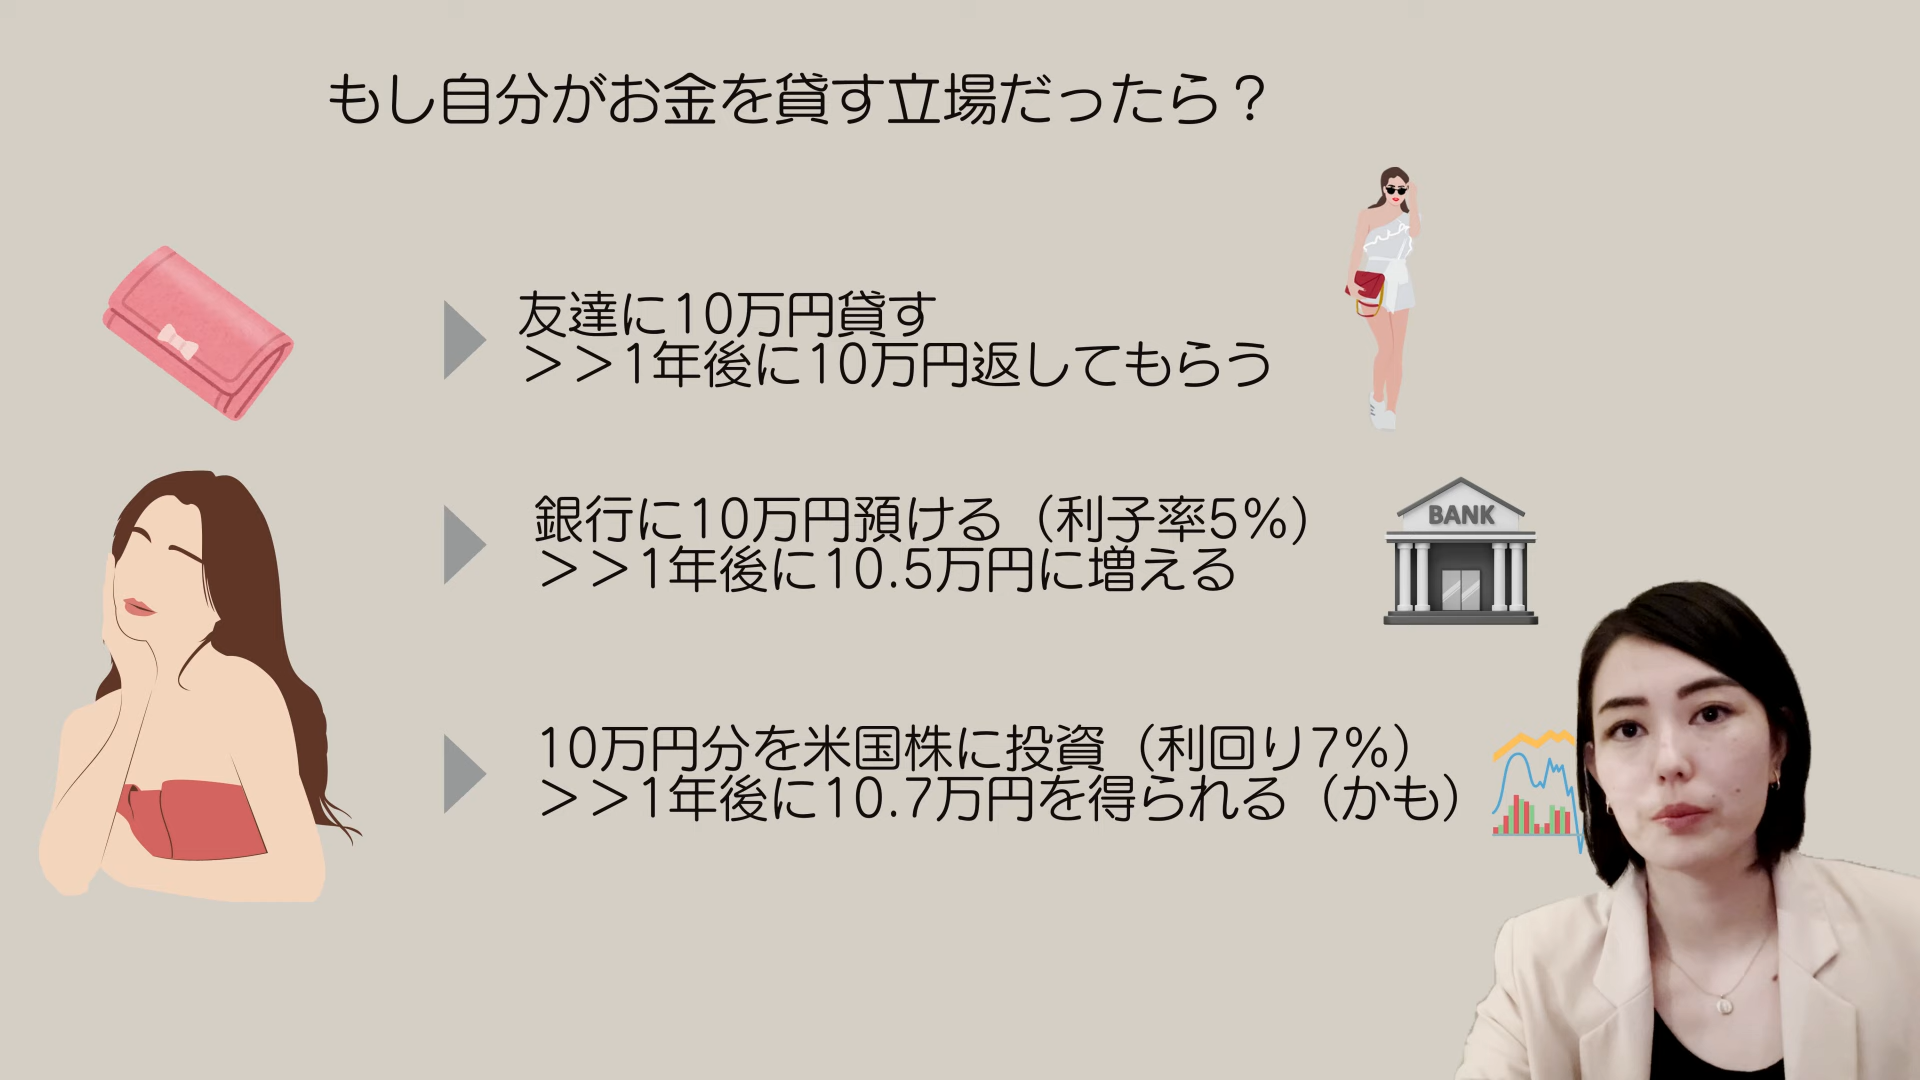 もし自分がお金を貸す立場だったら？
友達に10万円貸す
＞＞1年後に10万円返してもらう
銀行に10万円預ける（利子率5％）
＞＞1年後に10.5万円に増える
BANK
10万円分を米国株に投資（利回り7％）
＞＞1年後に10.7万円を得られる（かも）